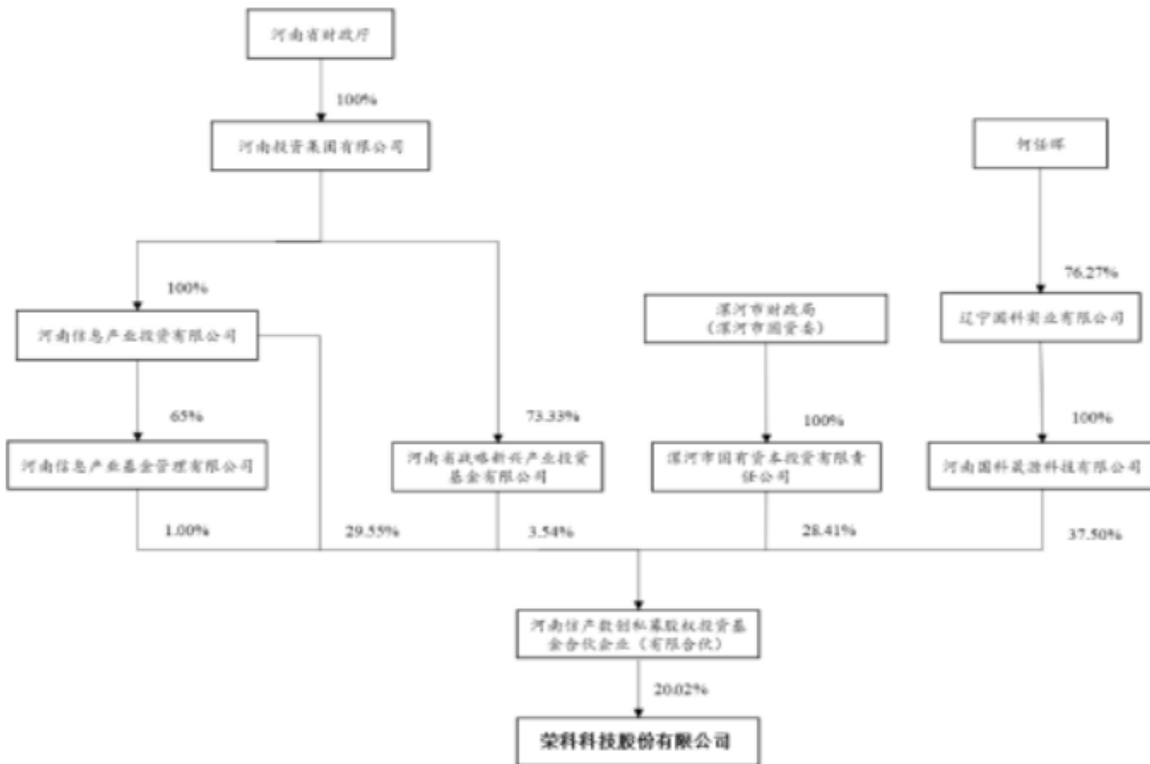 河南省财政厅
100%
河南投资集团有限公司
何任晖
76.27%
100%
漯河市财政局
（漯河市国资委）
河南信息产业投资有限公司
辽宁国科实业有限公司
65%
73.33%
100%
100%
河南信息产业基金管理有限公司
河南省战略新兴产业投资
基金有限公司
漯河市国有资本投资有限责
任公司
河南国科晟源科技有限公司
1.00%
29.55%
3.54%
28.41%
37.50%
河南信产数创私募股权投资基
金合伙企业（有限合伙）
20.02%
荣科科技股份有限公司